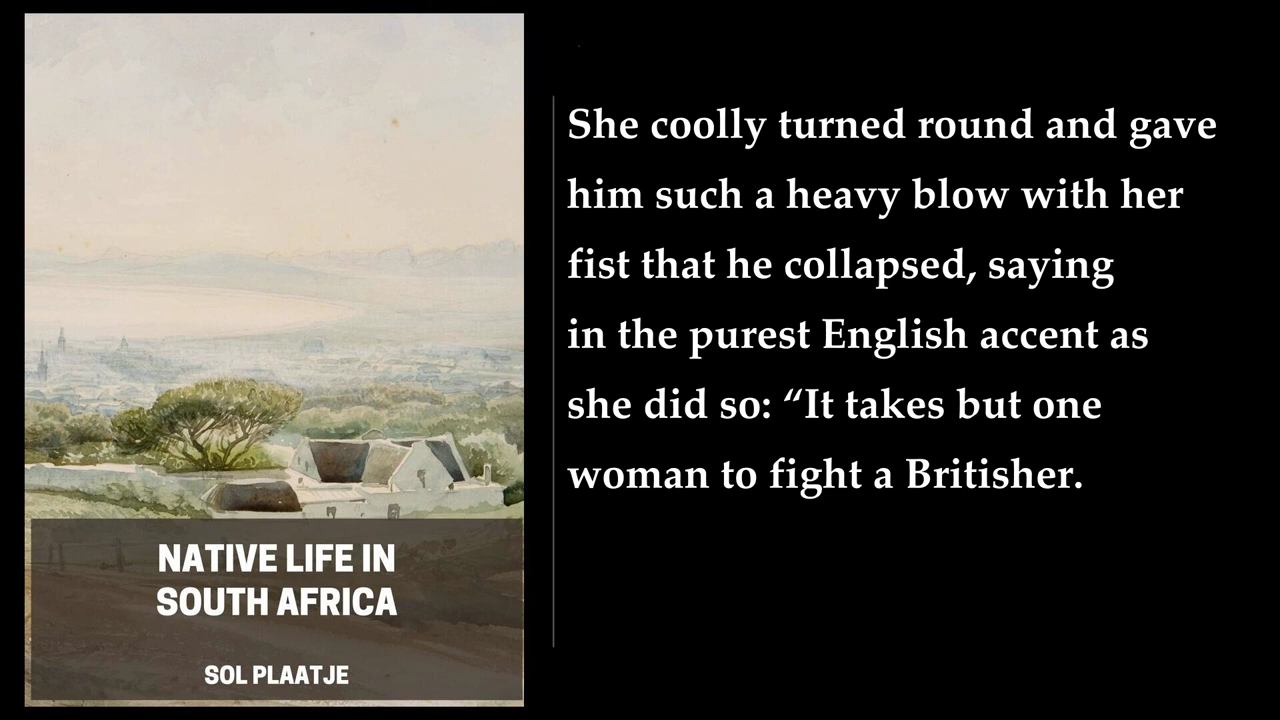 She coolly turned round and gave
him such a heavy blow with her
fist that he collapsed, saying
in the purest English accent as
she did so: “It takes but one
woman to fight a Britisher.
NATIVE LIFE IN
SOUTH AFRICA
SOL PLAATJE